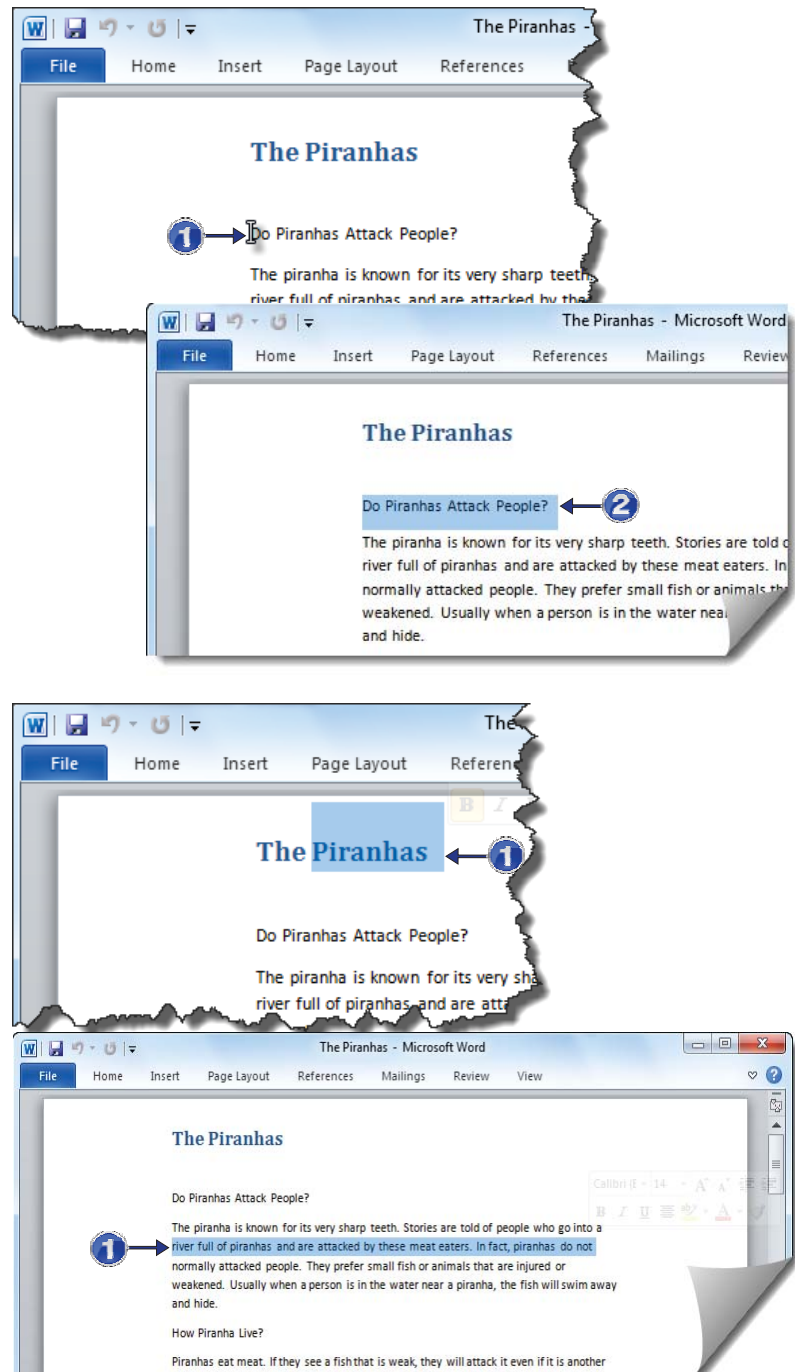 The Piranhas -
File Home Insert Page Layout References
The Piranhas
1
Do Piranhas Attack People?
The piranha is known for its very sharp teeth.
river full of piranhas and are attacked by the
The Piranhas - Microsoft Word
File Home Insert Page Layout References Mailings Review
The Piranhas
Do Piranhas Attack People?
2
The piranha is known for its very sharp teeth. Stories are told
river full of piranhas and are attacked by these meat eaters. In
normally attacked people. They prefer small fish or animals
weakened. Usually when a person is in the water near
and hide.
The
File Home Insert Page Layout
B I
The Piranhas
1
Do Piranhas Attack People?
The piranha is known for its very
river full of piranhas and are
The Piranhas - Microsoft Word
File Home Insert Page Layout References Mailings Review View
The Piranhas
Calibri (E 14 A A
Do Piranhas Attack People?
B I U A
The piranha is known for its very sharp teeth. Stories are told of people who go into a
1
river full of piranhas and are attacked by these meat eaters. In fact, piranhas do not
normally attacked people. They prefer small fish or animals that are injured or
weakened. Usually when a person is in the water near a piranha, the fish will swim away
and hide.
How Piranha Live?
Piranhas eat meat. If they see a fish that is weak, they will attack it even if it is another